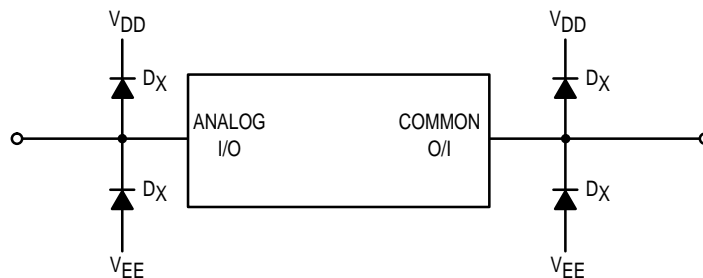 VDD
DX
VDD
DX
ANALOG
I/O
COMMON
O/I
DX
VEE
DX
VEE